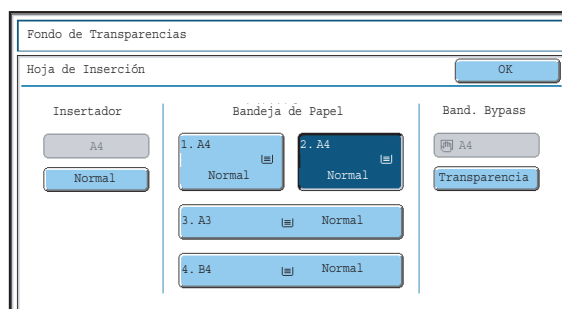 Fondo de Transparencias
Hoja de Inserción
OK
Insertador
Bandeja de Papel
Band. Bypass
A4
Normal
1. A4
Normal
2. A4
Normal
3. A3 Normal
4. B4 Normal
A4
Transparencia